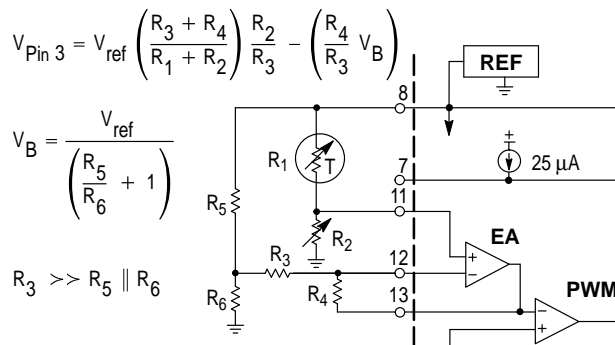 V_Pin 3 = V_ref ( (R_3 + R_4) / (R_1 + R_2) ) R_2 / R_3 − ( R_4 / R_3 V_B )
V_B = V_ref / ( R_5 / R_6 + 1 )
R_3 >> R_5 || R_6
REF
8
R_1
T
7
25 μA
11
R_5
R_2
EA
R_3
12
+
−
R_6
R_4
13
PWM
−
+